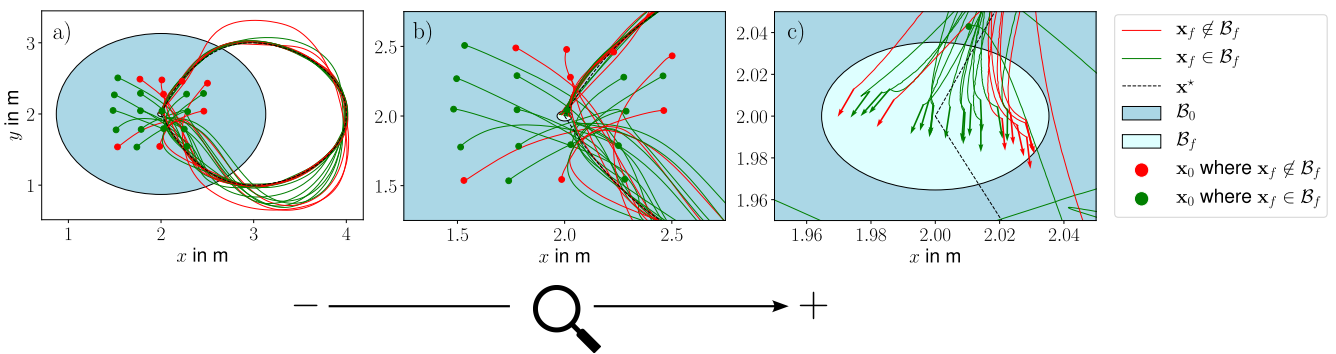 a)
3
2
1
y in m
1
2
3
4
x in m
b)
2.5
2.0
1.5
1.5
2.0
2.5
x in m
c)
2.04
2.02
2.00
1.98
1.96
1.96
1.98
2.00
2.02
2.04
x in m
x_f ∉ B_f
x_f ∈ B_f
x⋆
B_0
B_f
x_0 where x_f ∉ B_f
x_0 where x_f ∈ B_f
− +